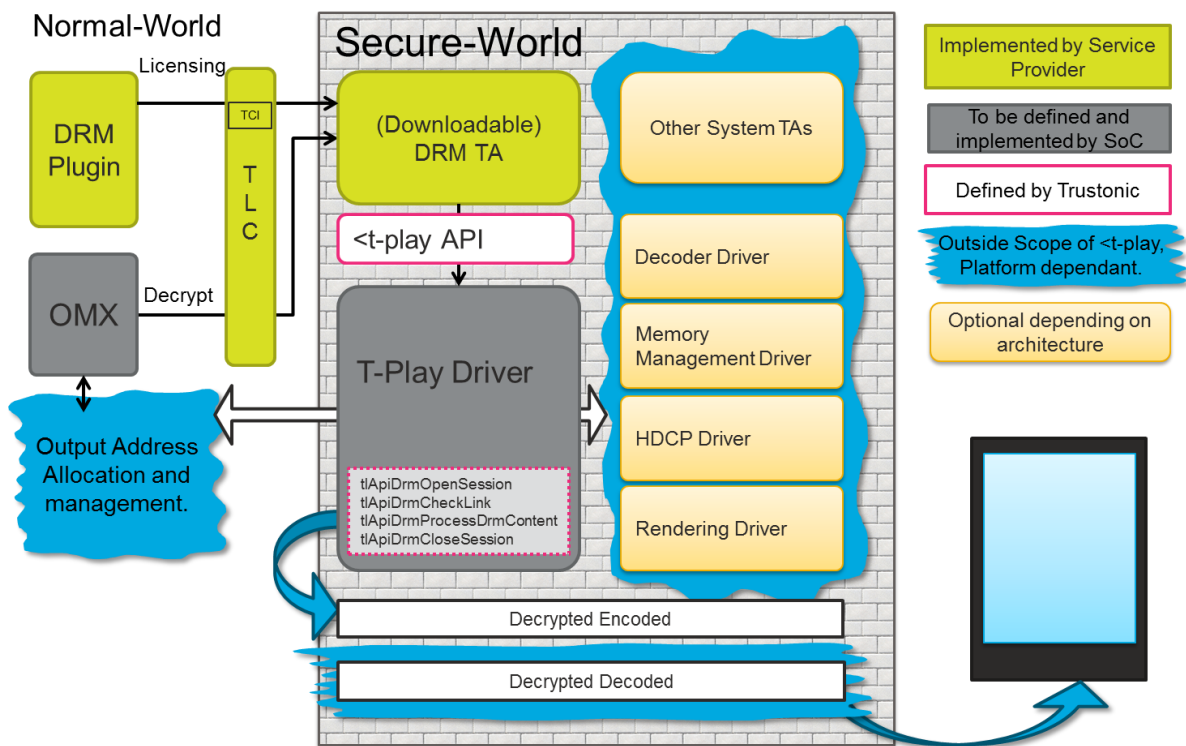 Normal-World
Secure-World
Licensing
DRM
Plugin
TCI
T
L
C
(Downloadable)
DRM TA
<t-play API
OMX
Decrypt
T-Play Driver
tlApiDrmOpenSession
tlApiDrmCheckLink
tlApiDrmProcessDrmContent
tlApiDrmCloseSession
Output Address
Allocation and
management.
Other System TAs
Decoder Driver
Memory
Management Driver
HDCP Driver
Rendering Driver
Decrypted Encoded
Decrypted Decoded
Implemented by Service
Provider
To be defined and
implemented by SoC
Defined by Trustonic
Outside Scope of <t-play,
Platform dependant.
Optional depending on
architecture